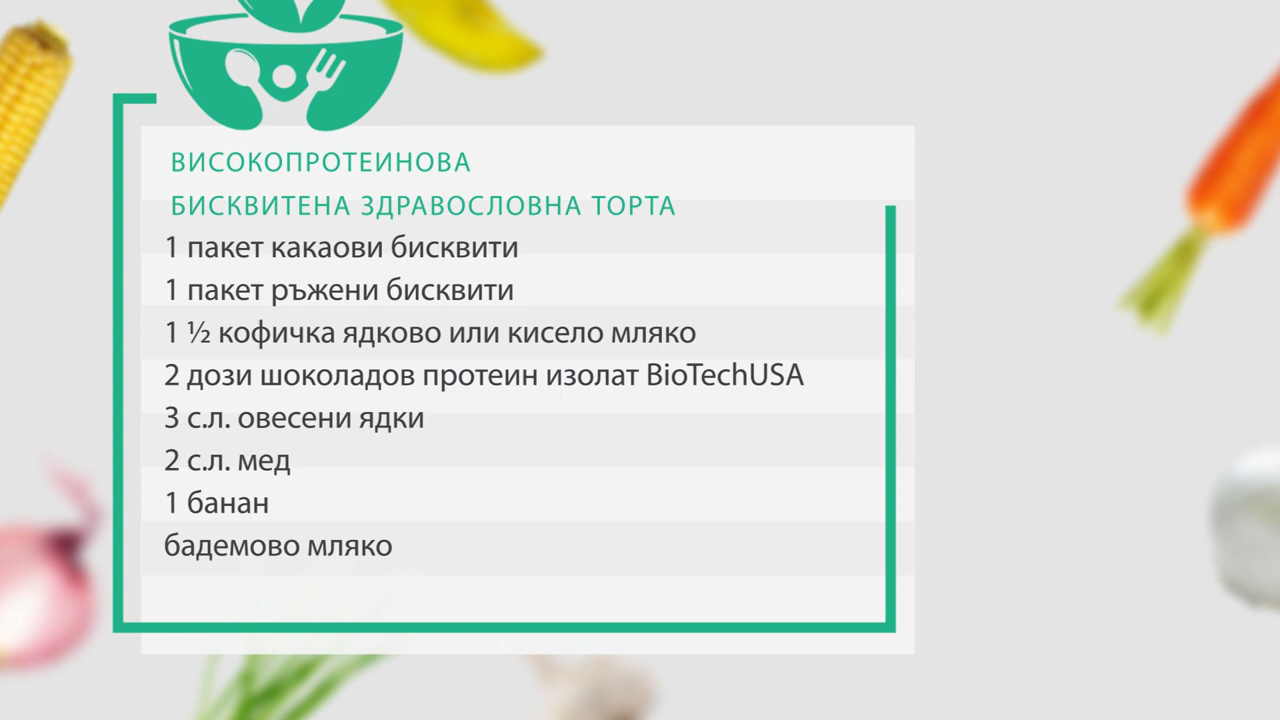 ВИСОКОПРОТЕИНОВА
БИСКВИТЕНА ЗДРАВОСЛОВНА ТОРТА
1 пакет какаови бисквити
1 пакет ръжени бисквити
1 ½ кофичка ядково или кисело мляко
2 дози шоколадов протеин изолат BioTechUSA
3 с.л. овесени ядки
2 с.л. мед
1 банан
бадемово мляко